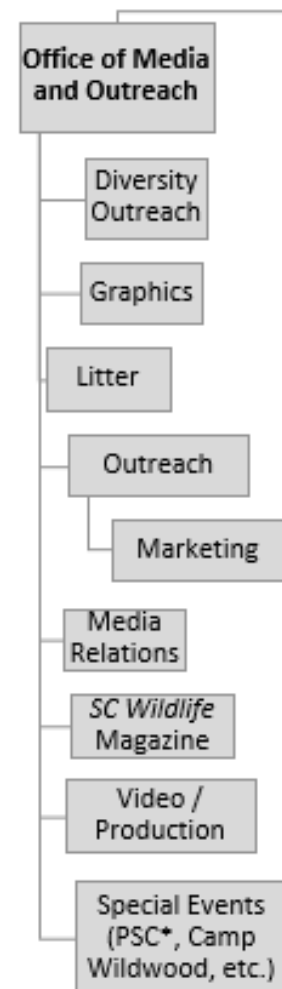 Office of Media
and Outreach
Diversity
Outreach
Graphics
Litter
Outreach
Marketing
Media
Relations
SC Wildlife
Magazine
Video /
Production
Special Events
(PSC*, Camp
Wildwood, etc.)